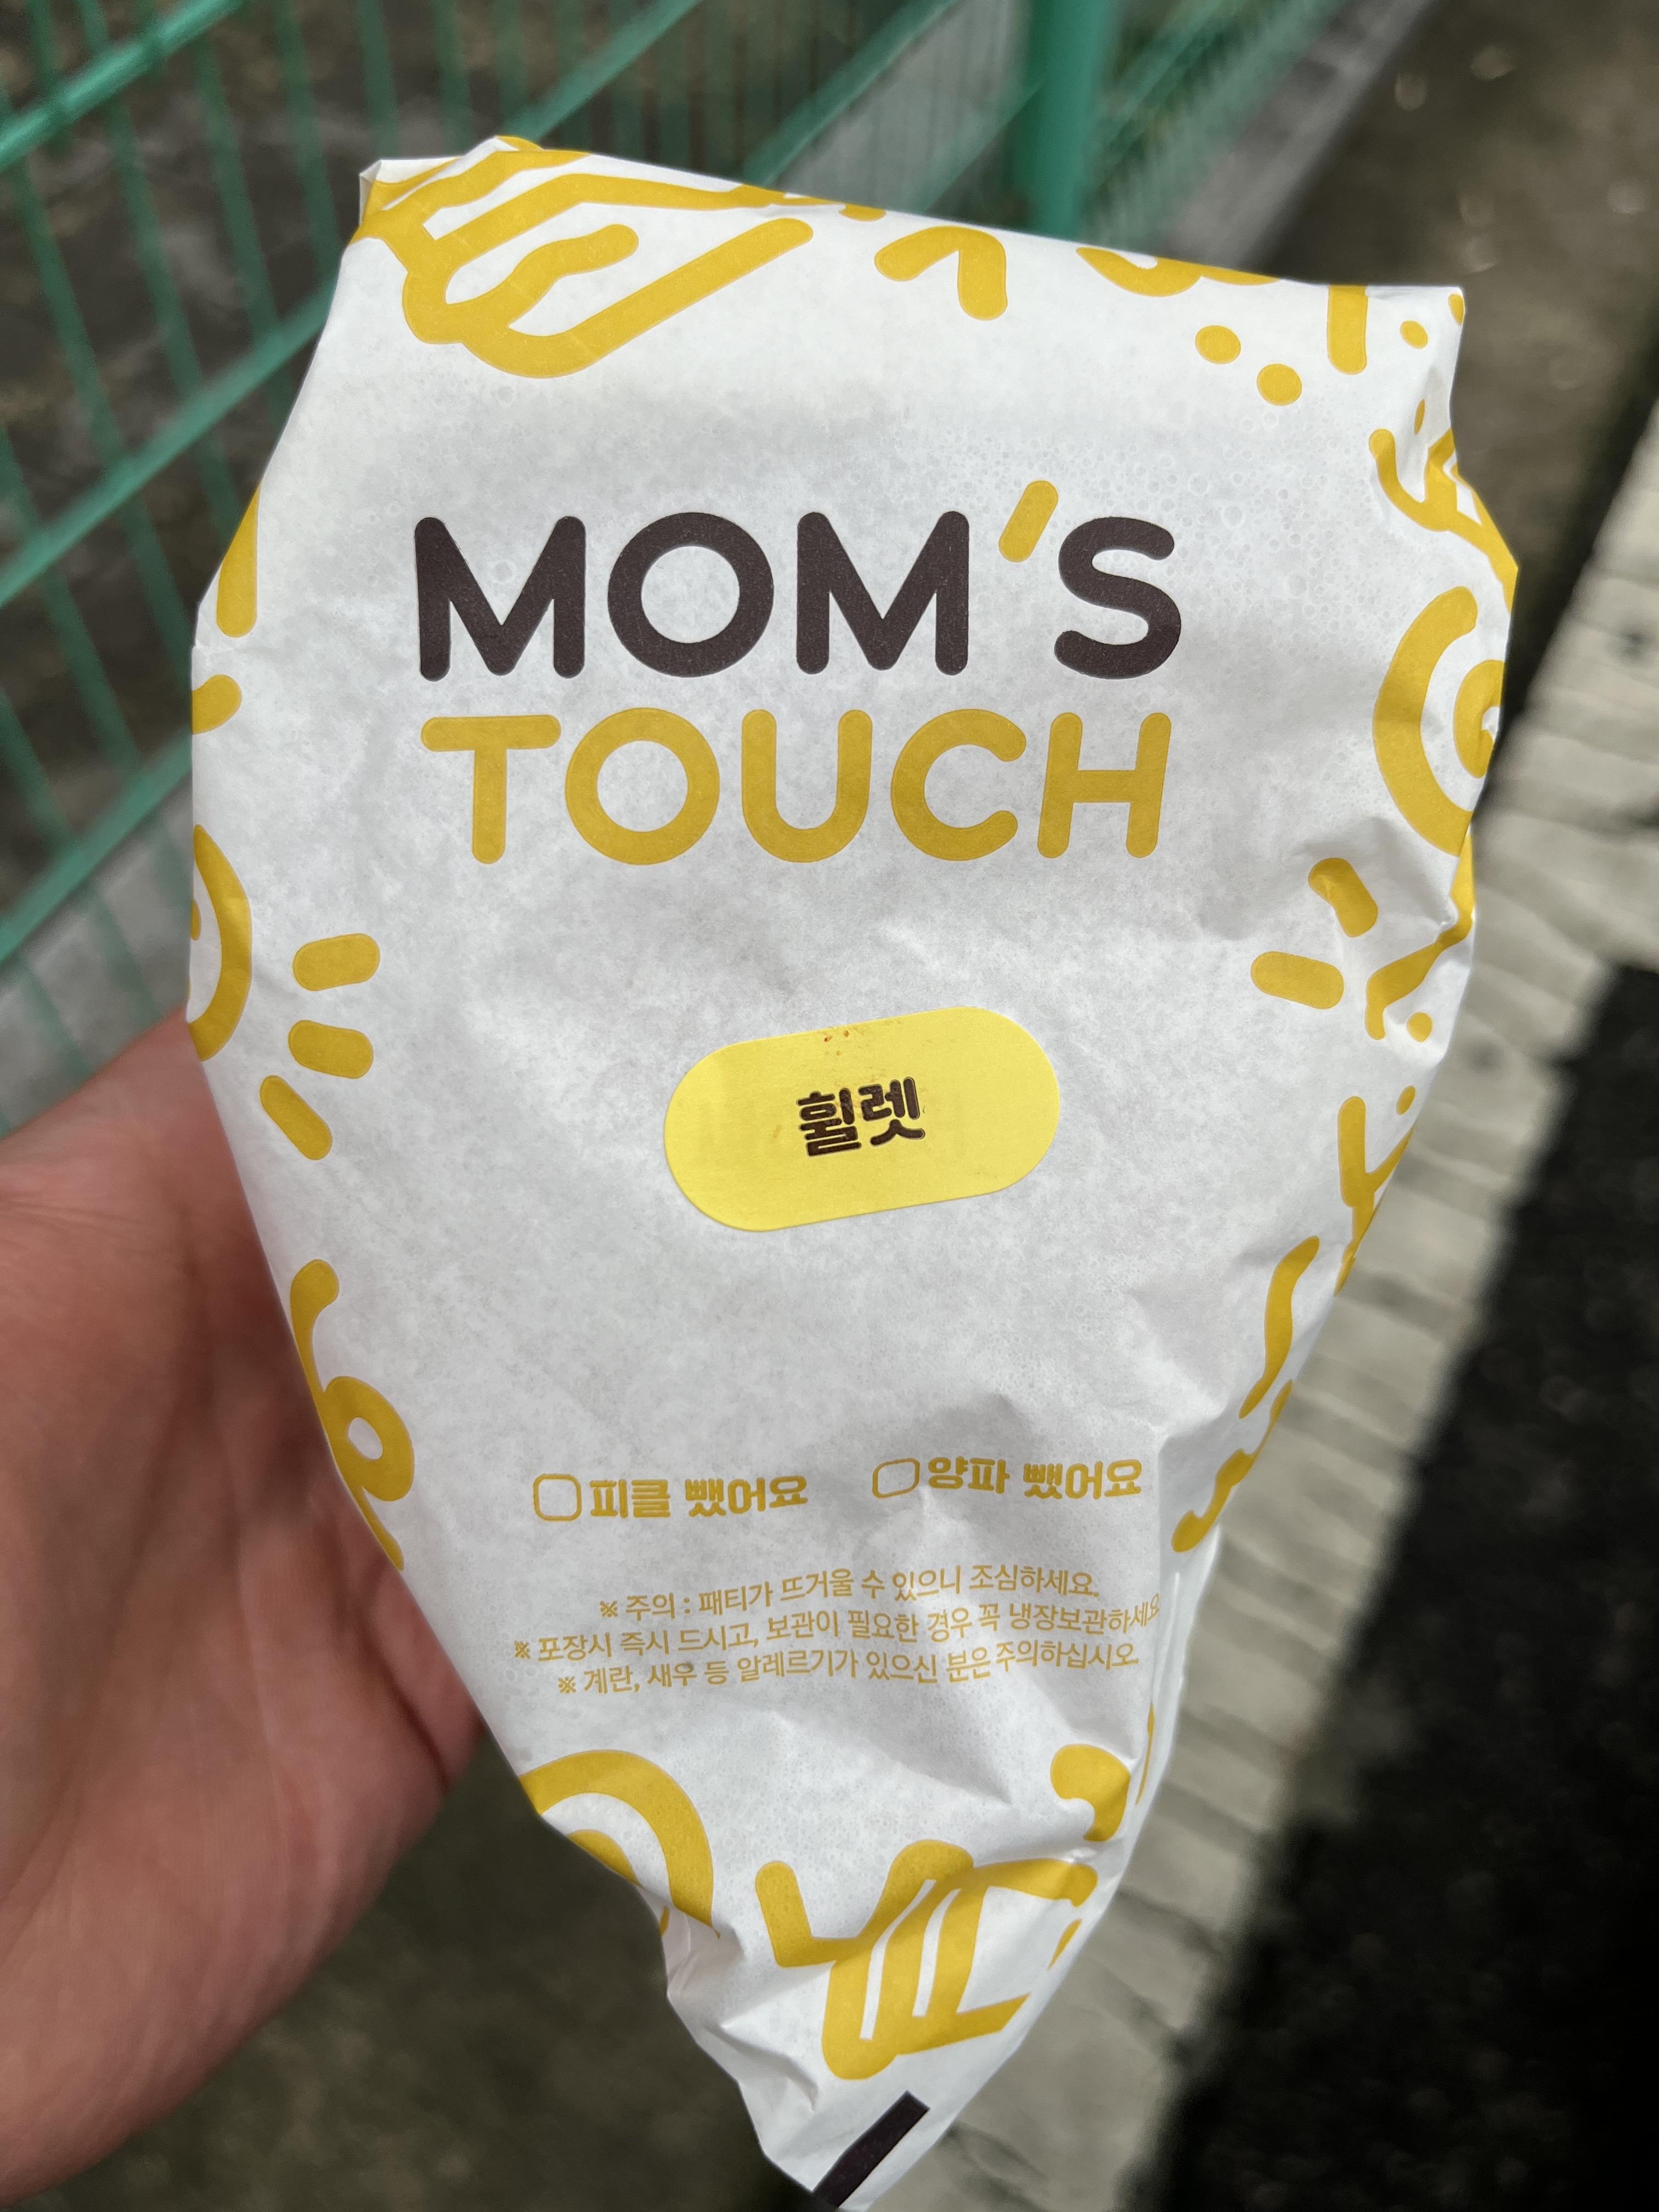 MOM'S
TOUCH
휠렛
피클 뺐어요 양파 뺐어요
※ 주의 : 패티가 뜨거울 수 있으니 조심하세요.
※ 포장시 즉시 드시고, 보관이 필요한 경우 꼭 냉장보관하세요
※ 계란, 새우 등 알레르기가 있으신 분은 주의하십시오.